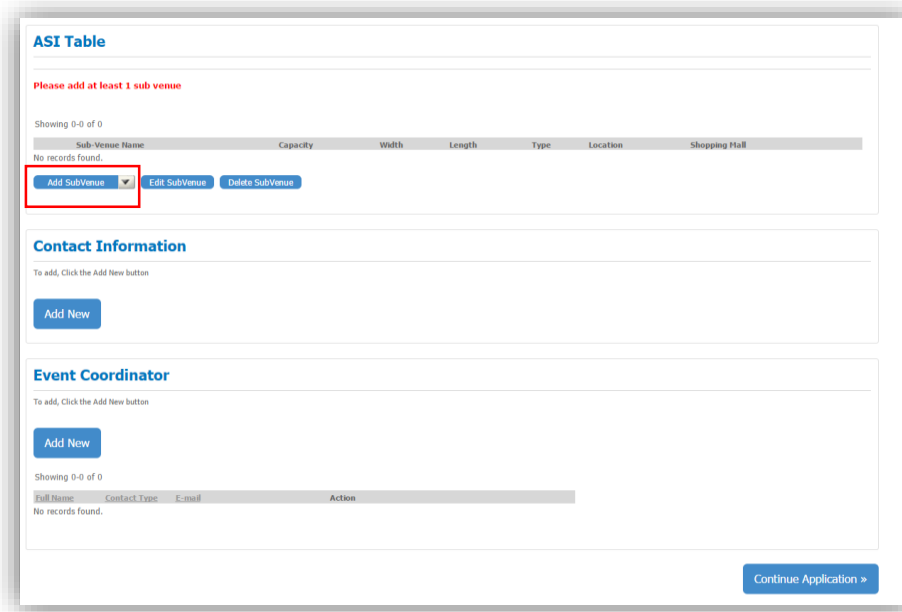 ASI Table
Please add at least 1 sub venue
Showing 0-0 of 0
Sub-Venue Name Capacity Width Length Type Location Shopping Mall
No records found.
Add SubVenue Edit SubVenue Delete SubVenue
Contact Information
To add, Click the Add New button
Add New
Event Coordinator
To add, Click the Add New button
Add New
Showing 0-0 of 0
Full Name Contact Type E-mail Action
No records found.
Continue Application »